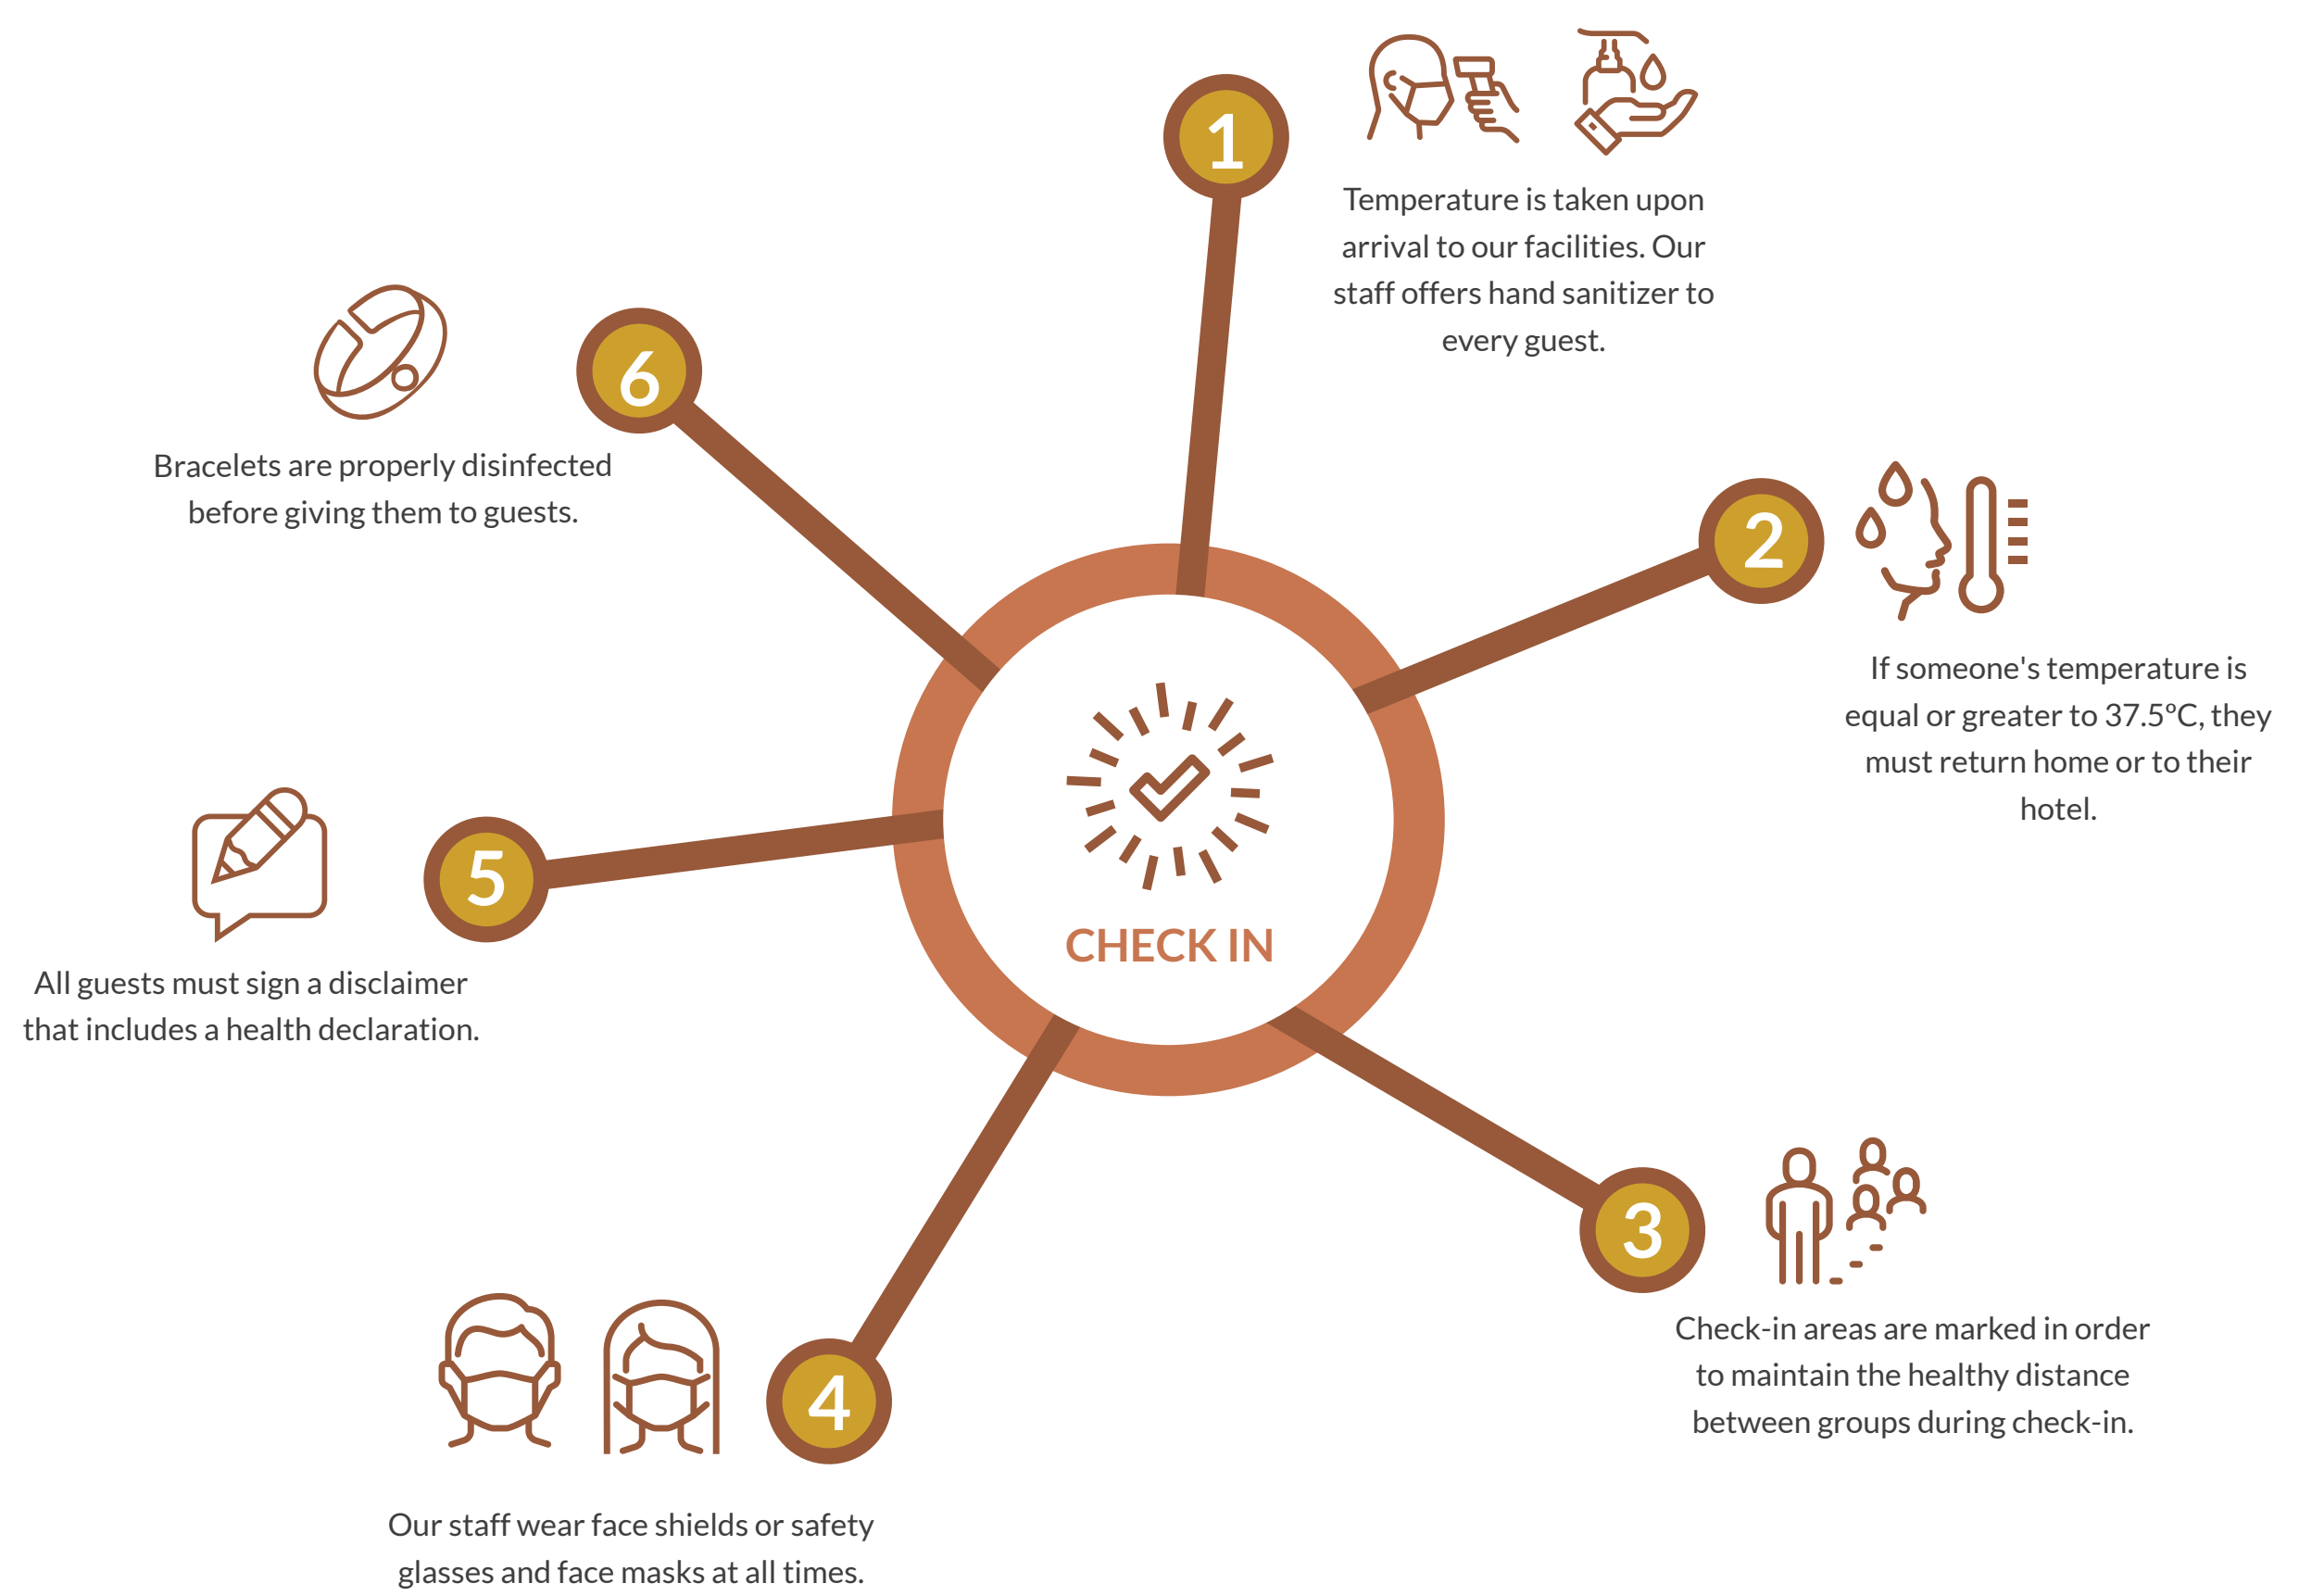 1
Temperature is taken upon
arrival to our facilities. Our
staff offers hand sanitizer to
every guest.
2
If someone's temperature is
equal or greater to 37.5ºC, they
must return home or to their
hotel.
3
Check-in areas are marked in order
to maintain the healthy distance
between groups during check-in.
4
Our staff wear face shields or safety
glasses and face masks at all times.
5
All guests must sign a disclaimer
that includes a health declaration.
6
Bracelets are properly disinfected
before giving them to guests.
CHECK IN